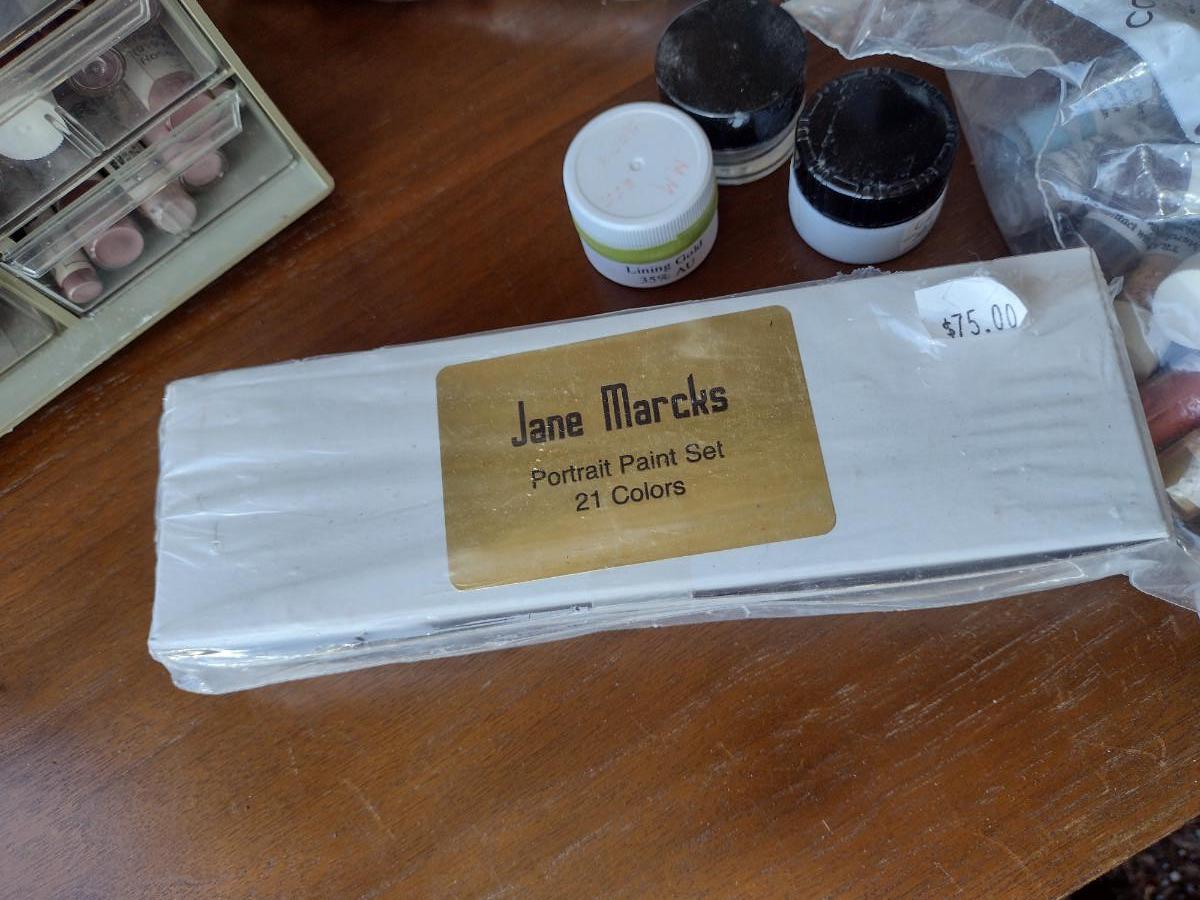 Lining Gold
35% AU
$75.00
Jane Marcks
Portrait Paint Set
21 Colors